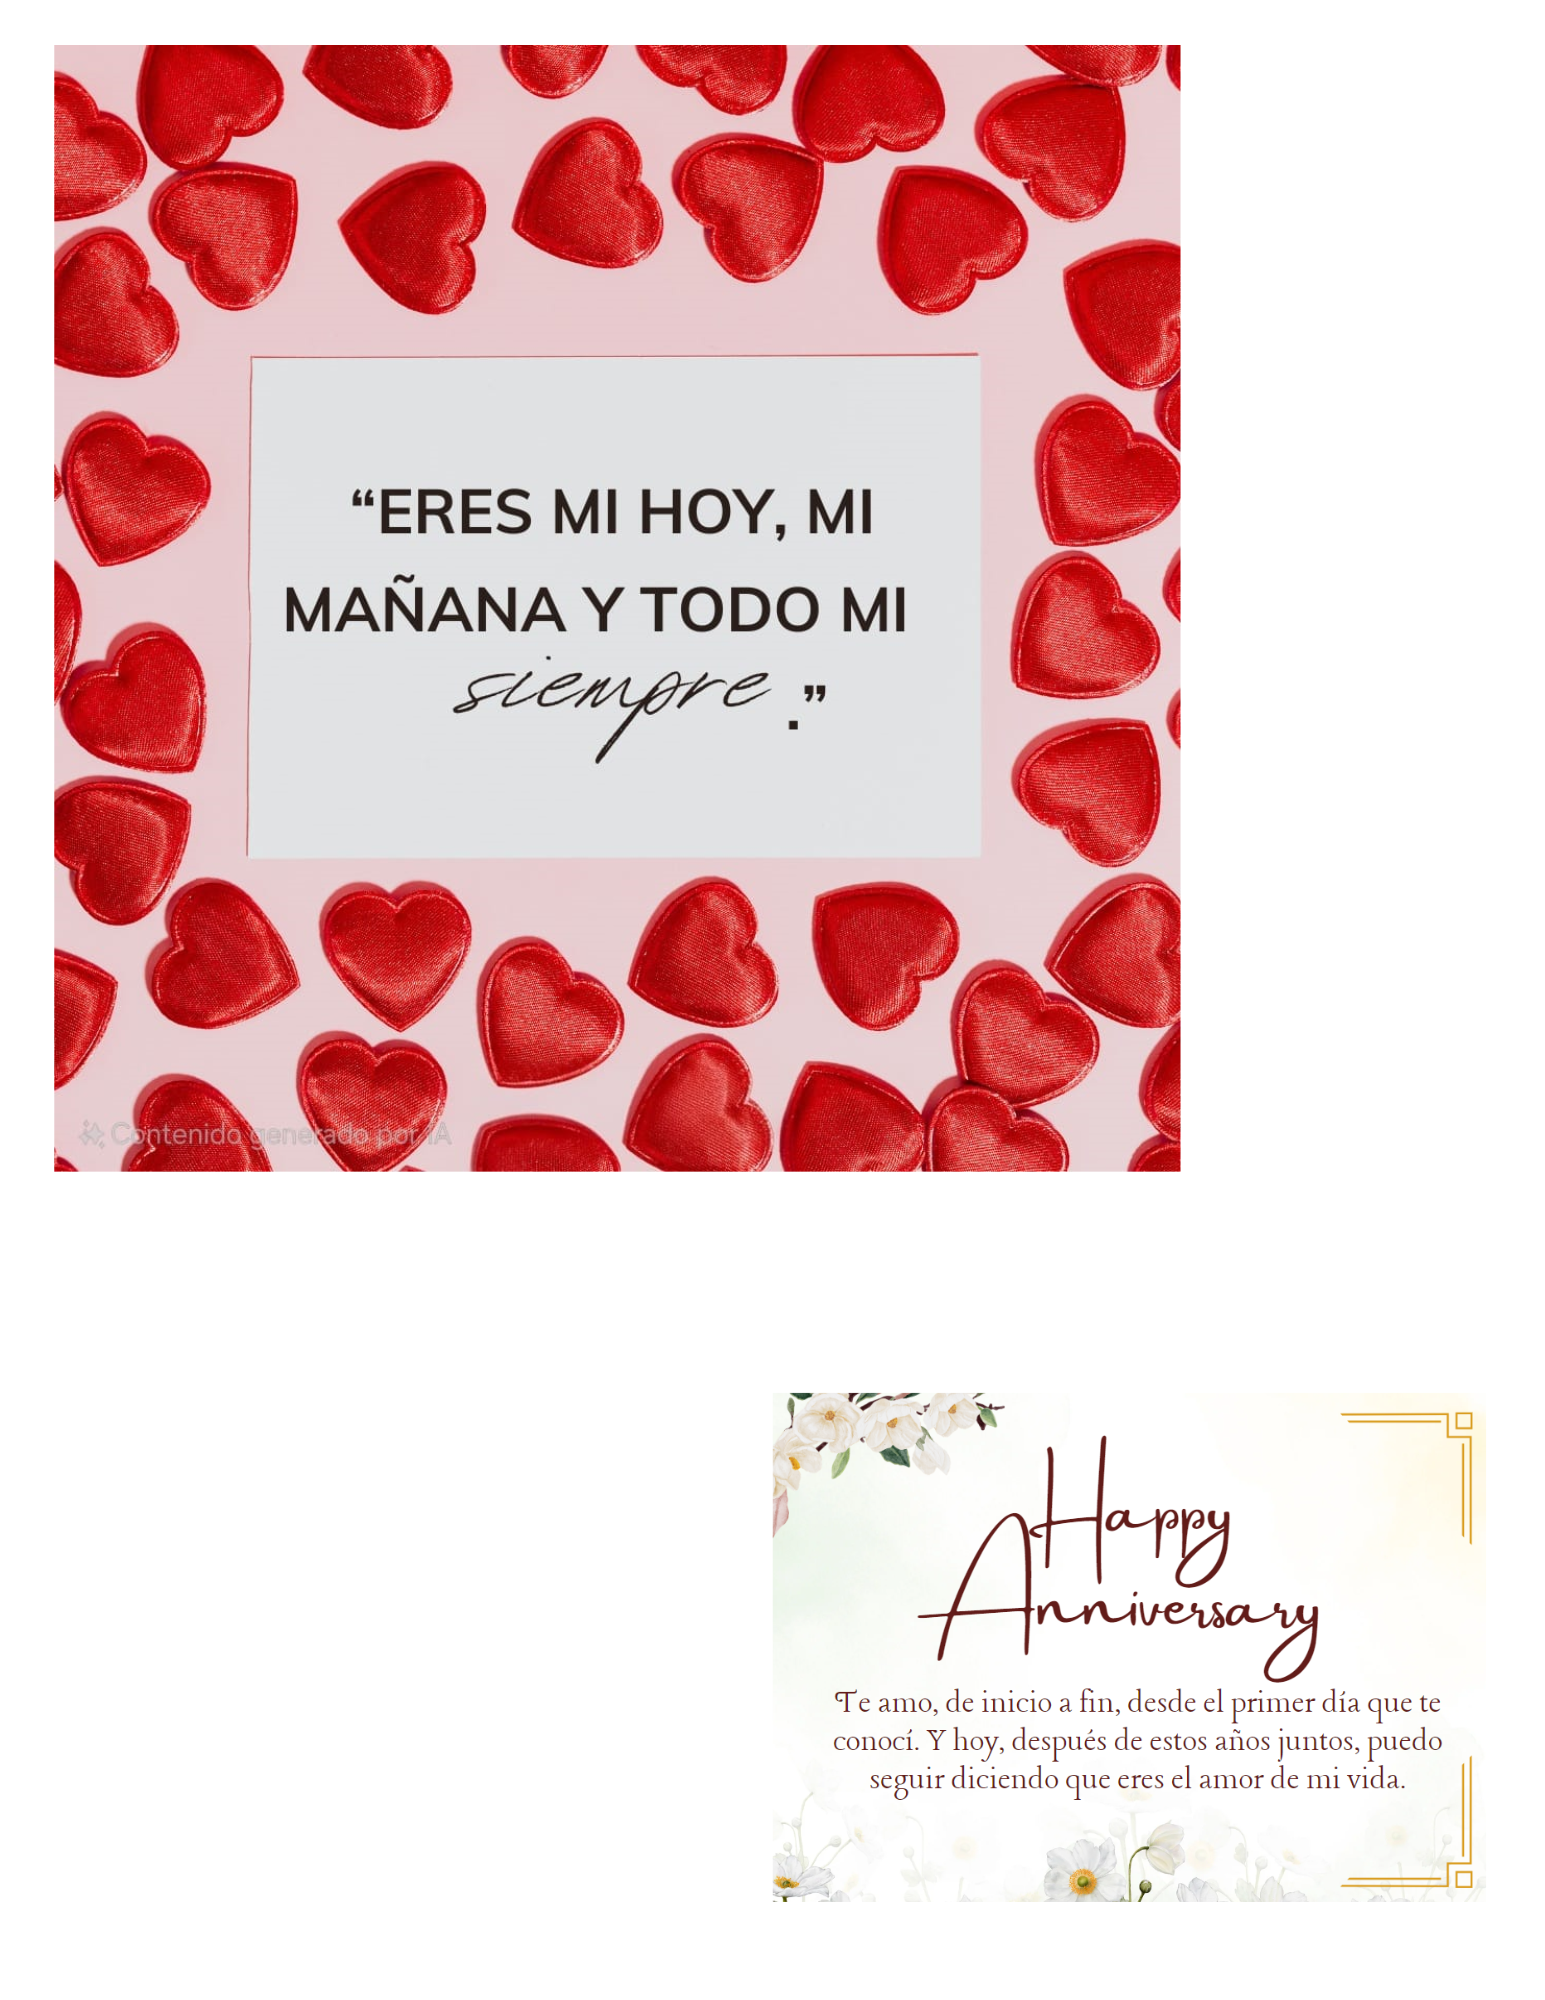 “ERES MI HOY, MI
MAÑANA Y TODO MI
siempre.”
Contenido generado por IA
Happy
Anniversary
Te amo, de inicio a fin, desde el primer día que te
conocí. Y hoy, después de estos años juntos, puedo
seguir diciendo que eres el amor de mi vida.